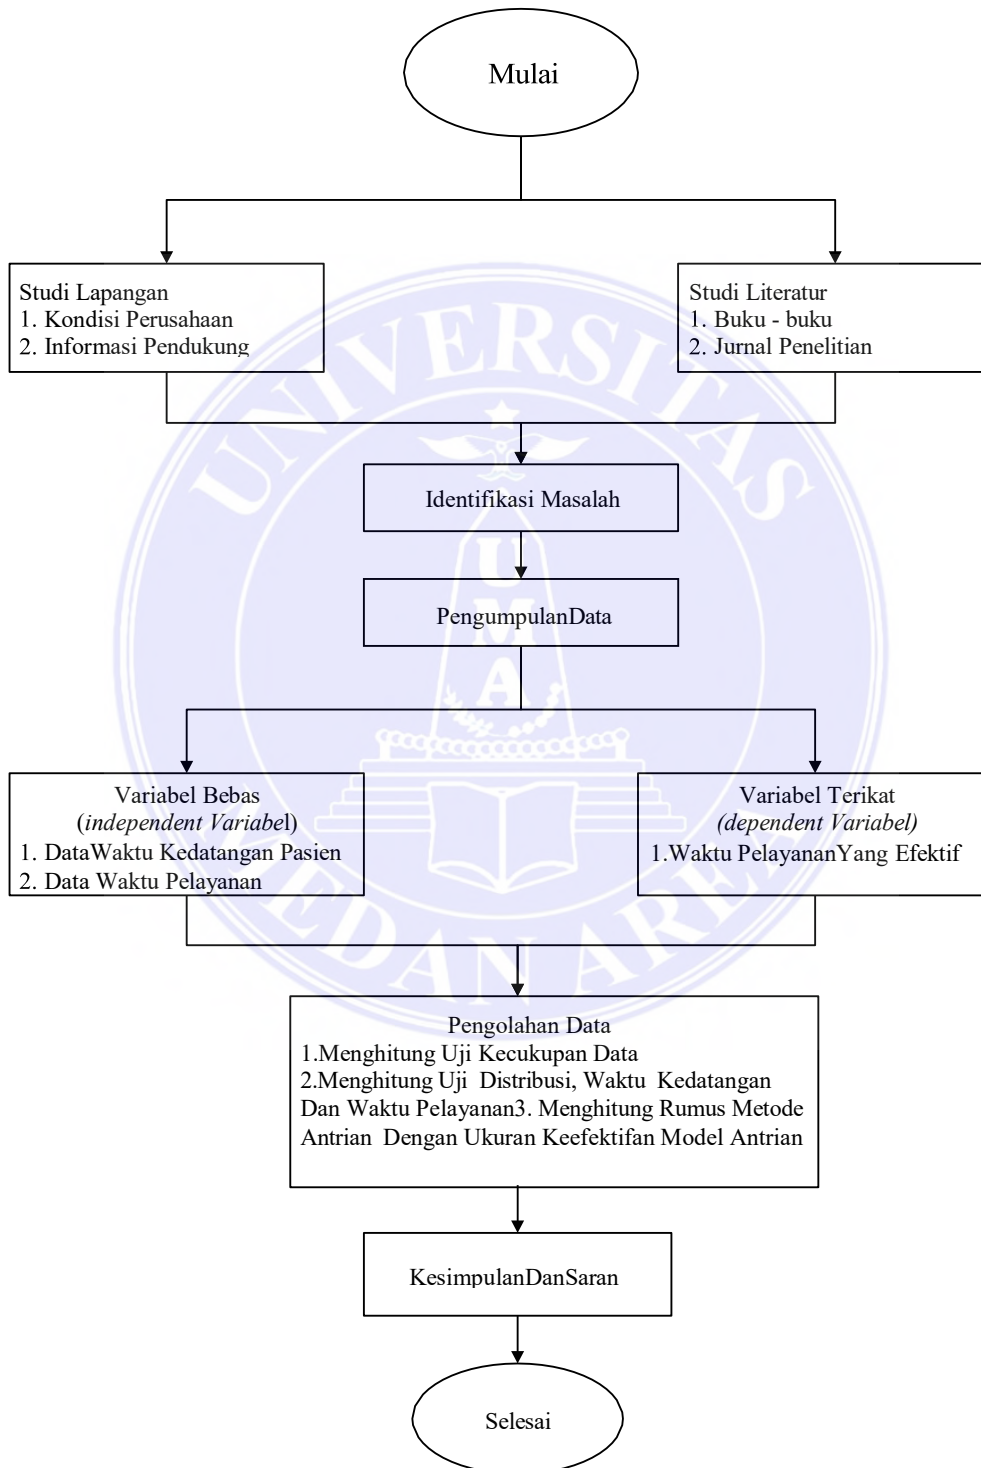 Mulai
Studi Lapangan
1. Kondisi Perusahaan
2. Informasi Pendukung
Studi Literatur
1. Buku - buku
2. Jurnal Penelitian
Identifikasi Masalah
PengumpulanData
Variabel Bebas
(independent Variabel)
1. DataWaktu Kedatangan Pasien
2. Data Waktu Pelayanan
Variabel Terikat
(dependent Variabel)
1.Waktu PelayananYang Efektif
Pengolahan Data
1.Menghitung Uji Kecukupan Data
2.Menghitung Uji Distribusi, Waktu Kedatangan
Dan Waktu Pelayanan3. Menghitung Rumus Metode
Antrian Dengan Ukuran Keefektifan Model Antrian
KesimpulanDanSaran
Selesai
UNIVERSITAS
MEDAN AREA
U
M
A